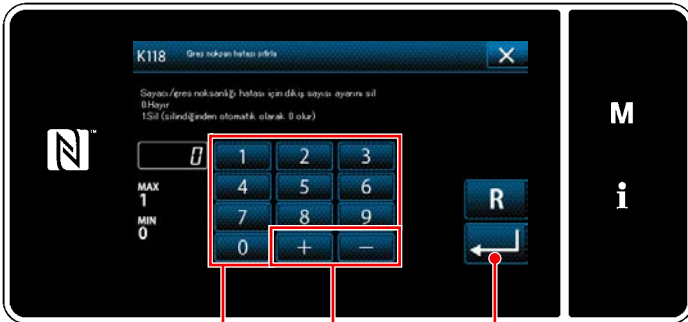 K118 Gres noksan hatası sıfırla
Sayacı/gres noksanlığı hatası için dikiş sayısı ayarını sil
0:Hayır
1:Sil (silindiğinden otomatik olarak 0 olur)
0
1 2 3
MAX
1
4 5 6
MIN
0
7 8 9
0 + −
R
M
i
N